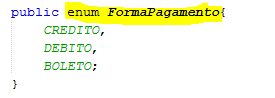 public enum FormaPagamento{
CREDITO,
DEBITO,
BOLETO;
}